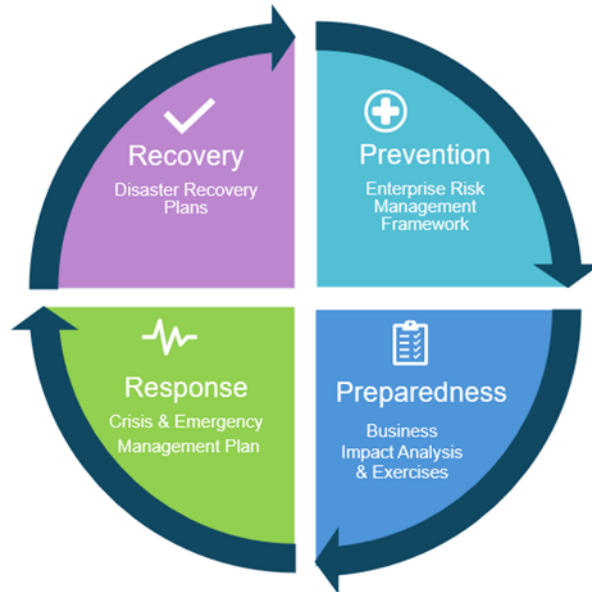 Recovery
Disaster Recovery
Plans
Prevention
Enterprise Risk
Management
Framework
Response
Crisis & Emergency
Management Plan
Preparedness
Business
Impact Analysis
& Exercises